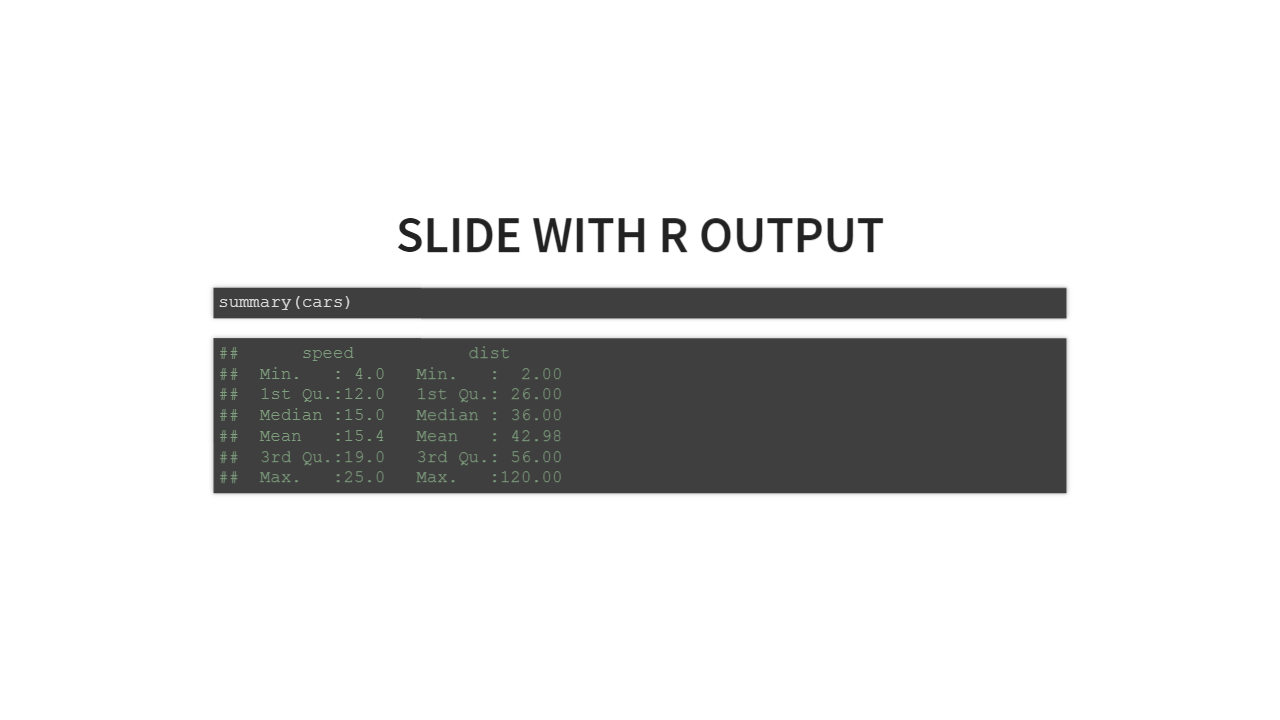 SLIDE WITH R OUTPUT
summary(cars)
##      speed           dist
##  Min.   : 4.0   Min.   :  2.00
##  1st Qu.:12.0   1st Qu.: 26.00
##  Median :15.0   Median : 36.00
##  Mean   :15.4   Mean   : 42.98
##  3rd Qu.:19.0   3rd Qu.: 56.00
##  Max.   :25.0   Max.   :120.00